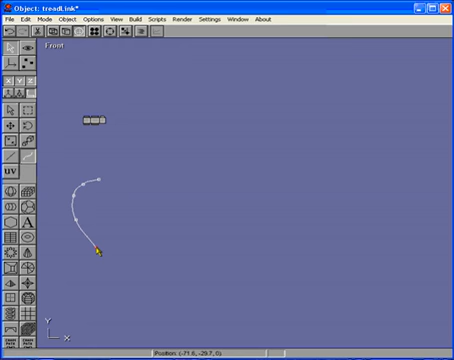 Object: treadLink*
File Edit Mode Object Options View Build Scripts Render Settings Window About
Front
X Y Z
UV
A
Y
X
Position: (-71.6, -29.7, 0)